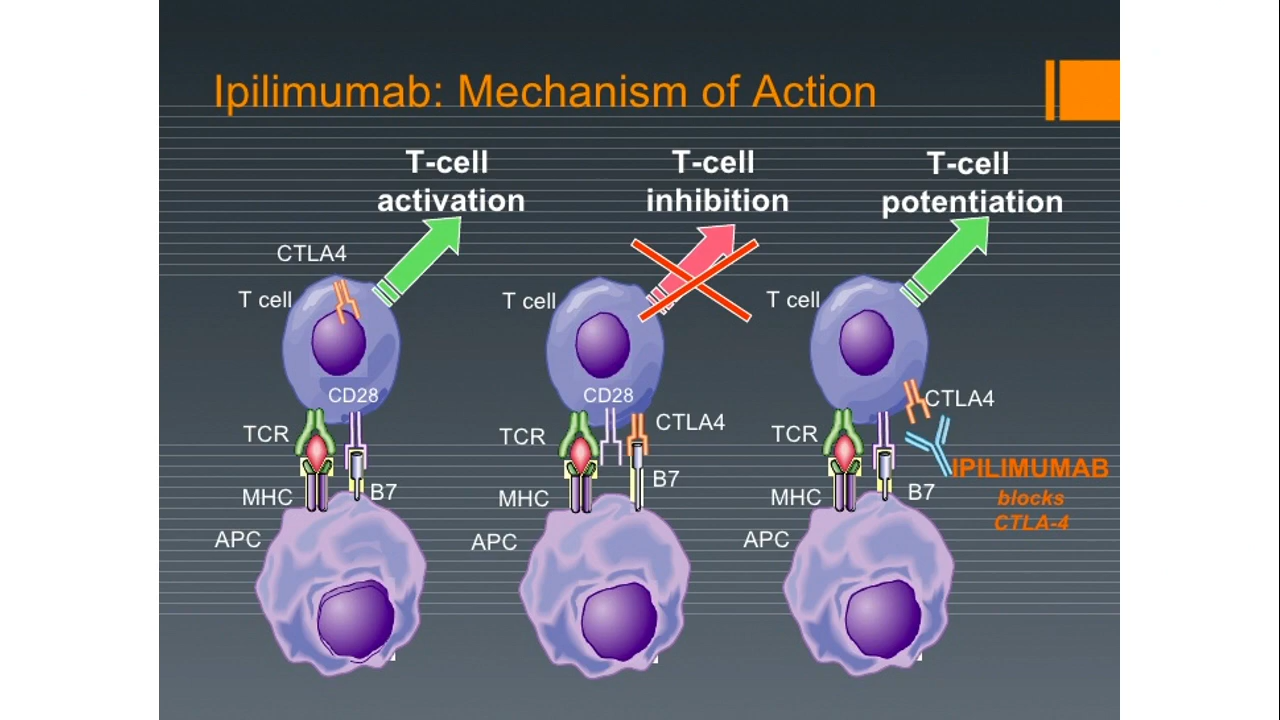 Ipilimumab: Mechanism of Action
T-cell
activation
CTLA4
T cell
CD28
TCR
MHC
B7
APC
T-cell
inhibition
T cell
CD28
CTLA4
TCR
B7
MHC
APC
T-cell
potentiation
T cell
CTLA4
TCR
IPILIMUMAB
MHC
B7
blocks
CTLA-4
APC